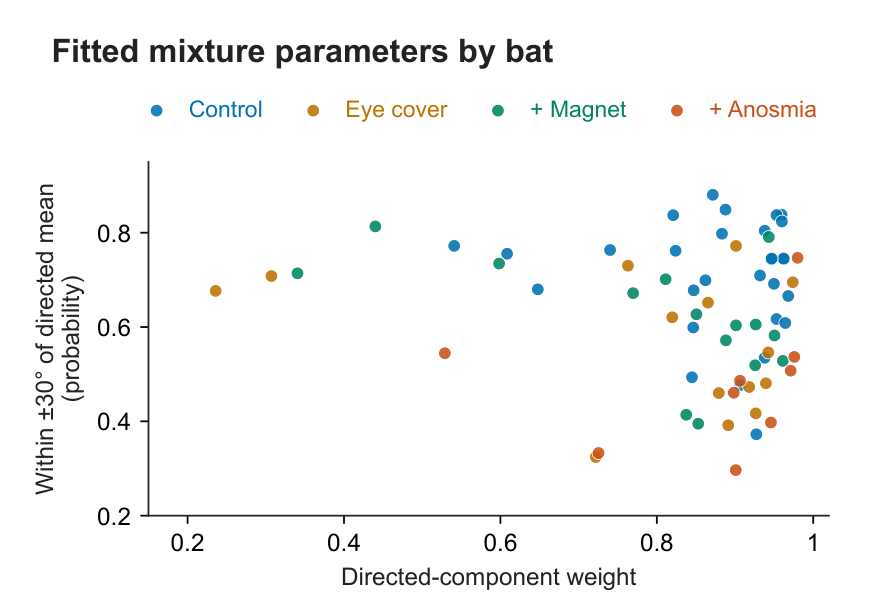 Fitted mixture parameters by bat
Control
Eye cover
+ Magnet
+ Anosmia
Within ±30° of directed mean
(probability)
0.8
0.6
0.4
0.2
0.2
0.4
0.6
0.8
1
Directed-component weight